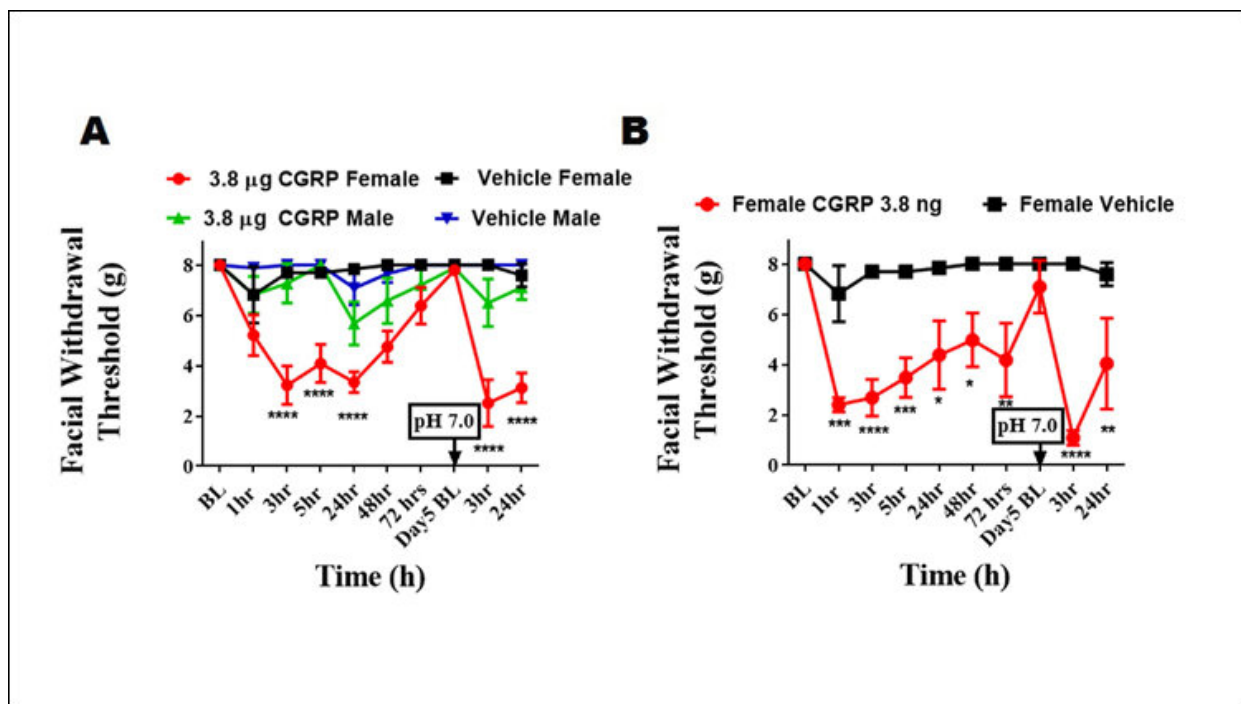 A
3.8 μg CGRP Female
Vehicle Female
3.8 μg CGRP Male
Vehicle Male
Facial Withdrawal
Threshold (g)
8
6
4
2
0
****
****
****
pH 7.0
****
****
BL
1hr
3hr
5hr
24hr
48hr
72 hrs
Day5 BL
3hr
24hr
Time (h)
B
Female CGRP 3.8 ng
Female Vehicle
Facial Withdrawal
Threshold (g)
8
6
4
2
0
***
****
***
*
*
**
pH 7.0
****
**
BL
1hr
3hr
5hr
24hr
48hr
72 hrs
Day5 BL
3hr
24hr
Time (h)